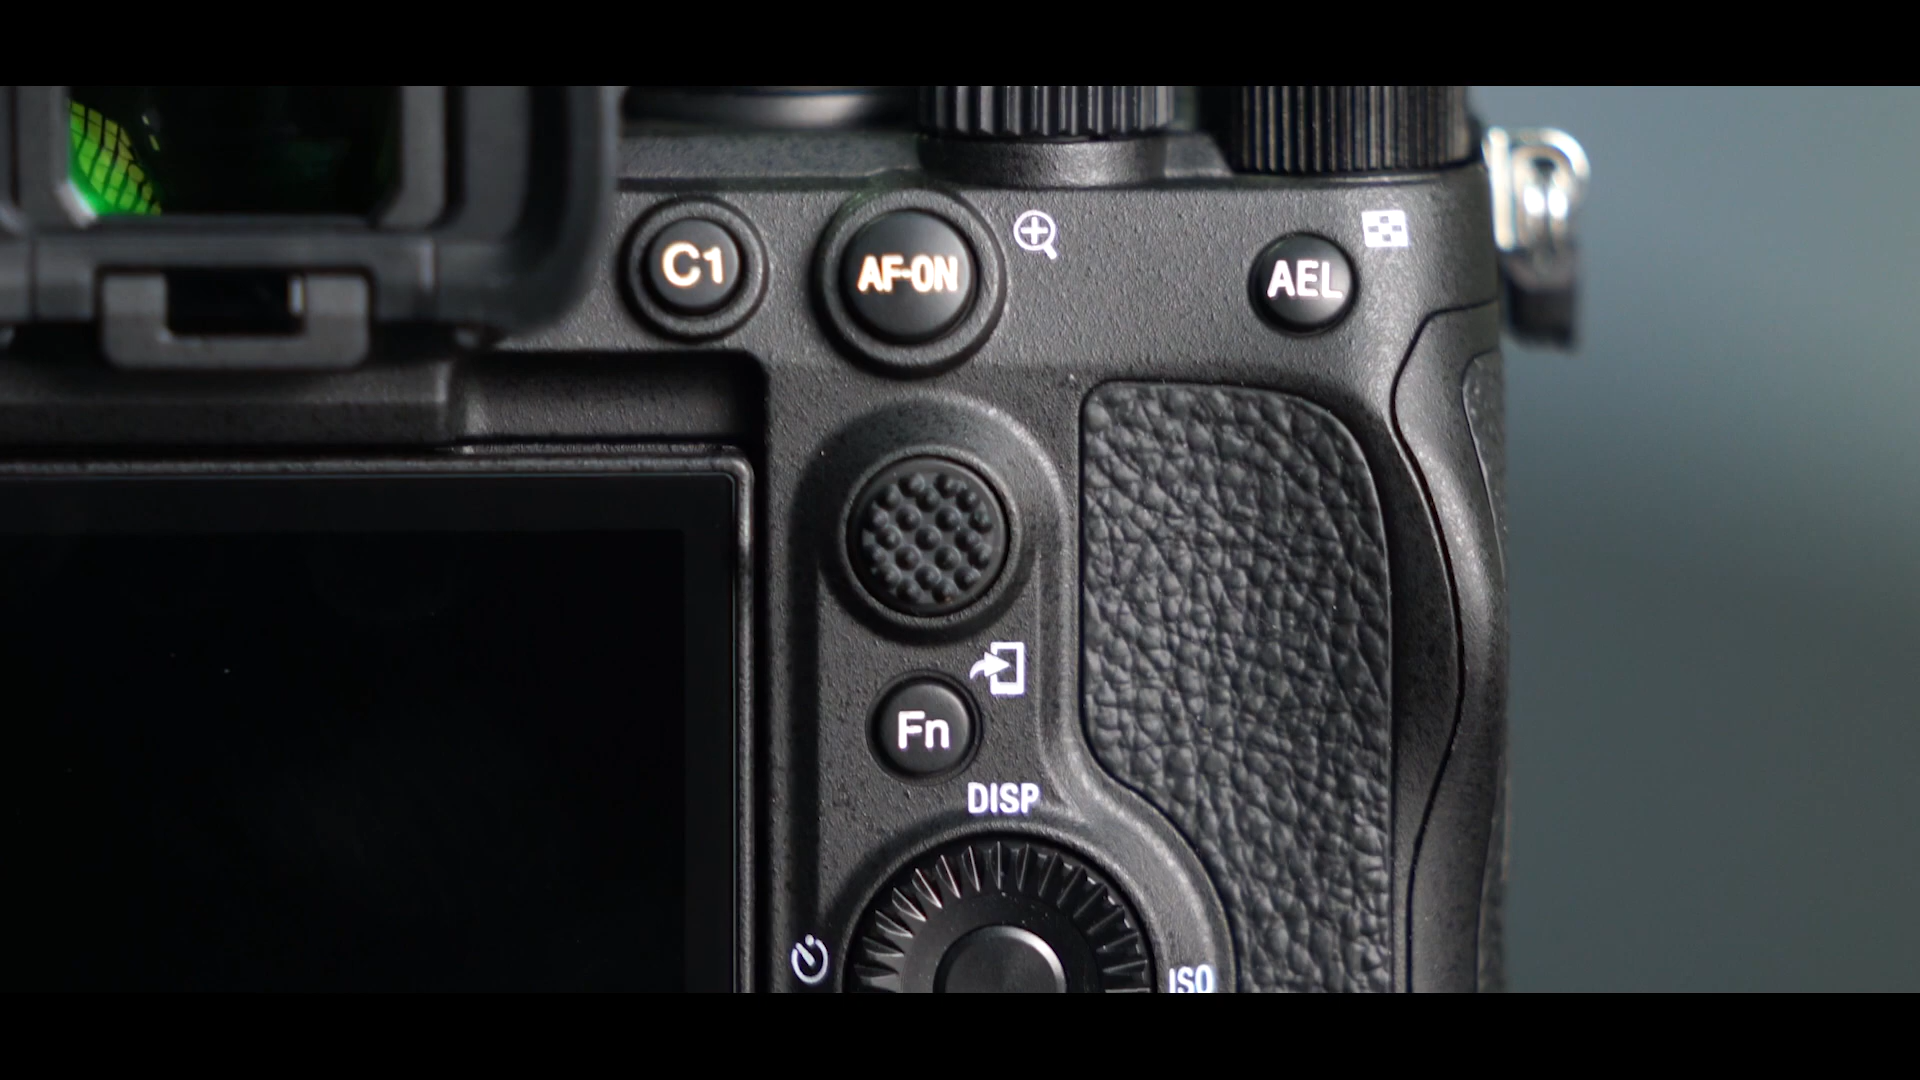 C1
AF-ON
AEL
Fn
DISP
ISO